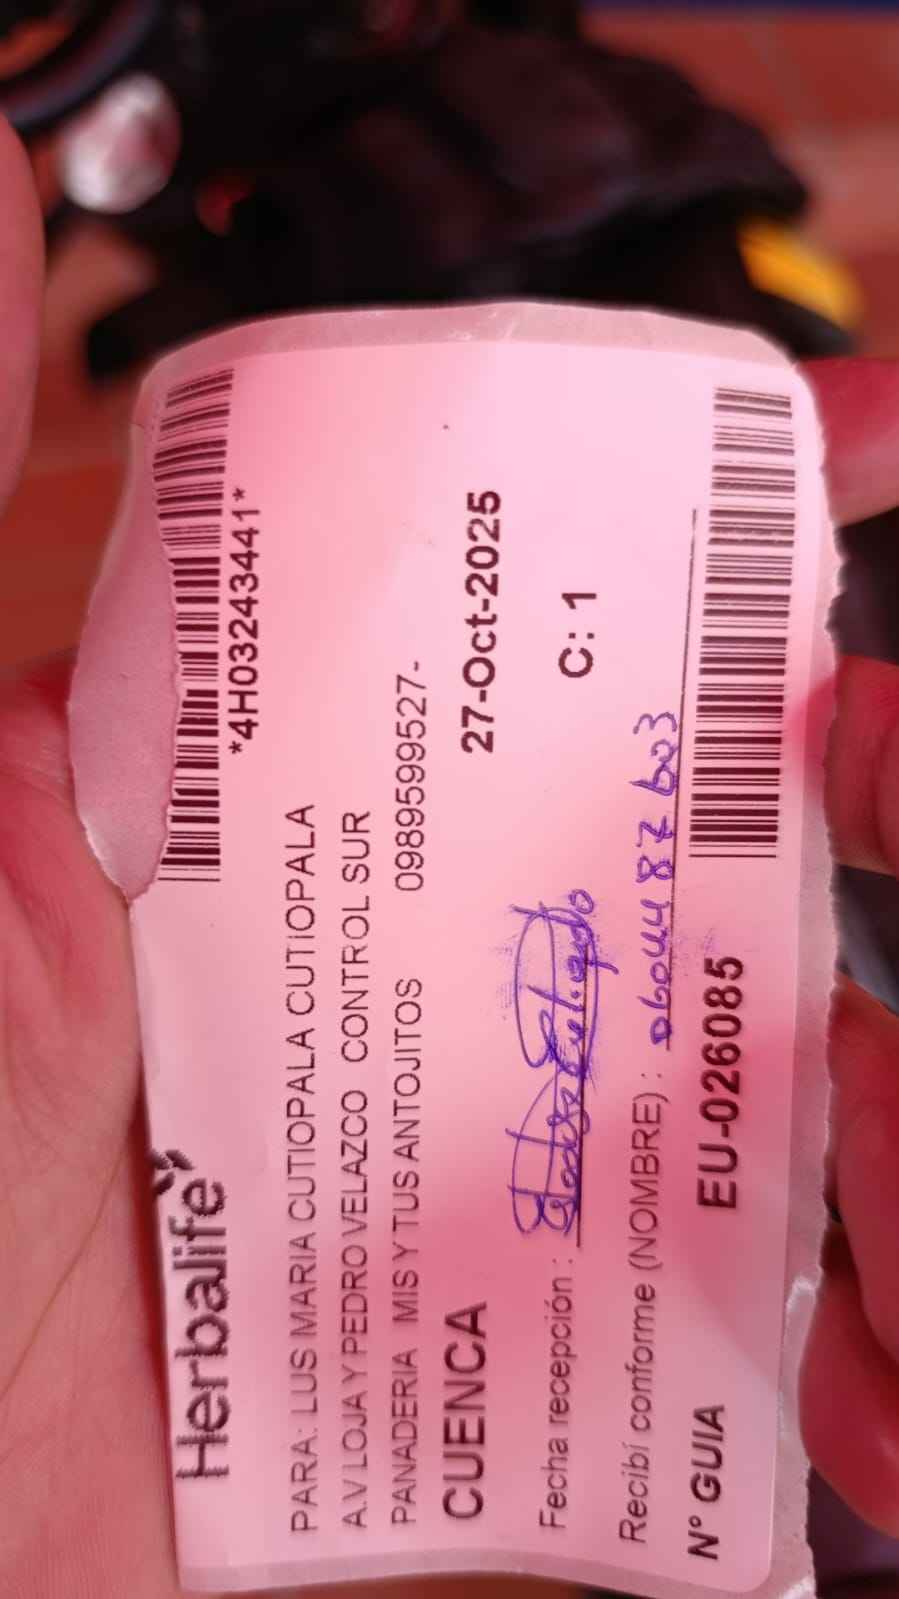 Herbalife
*4H03243441*
PARA: LUS MARIA CUTIOPALA CUTIOPALA
A.V LOJA Y PEDRO VELAZCO CONTROL SUR
PANADERIA MIS Y TUS ANTOJITOS 0989599527-
CUENCA 27-Oct-2025
Fecha recepción :
C: 1
Recibí conforme (NOMBRE) : 0604487603
N° GUIA EU-026085